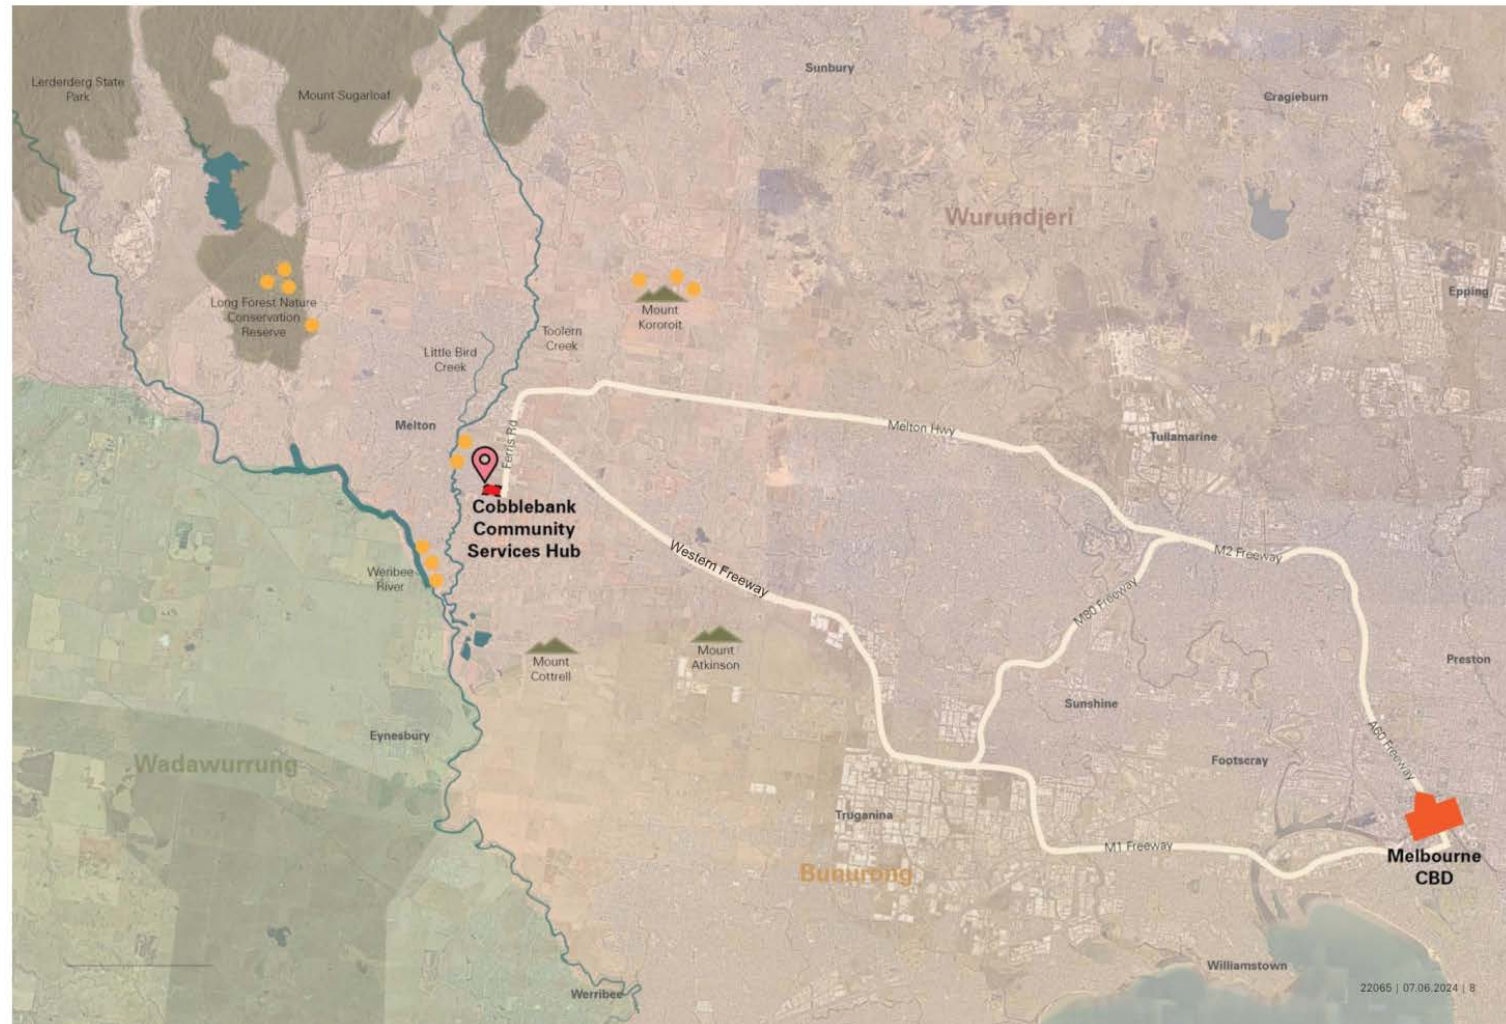 Sunbury
Lerderderg State
Park
Mount Sugarloaf
Cragieburn
Wurundjeri
Epping
Long Forest Nature
Conservation
Reserve
Mount
Kororoit
Toolern
Creek
Little Bird
Creek
Melton
Ferris Rd
Melton Hwy
Tullamarine
Cobblebank
Community
Services Hub
Western Freeway
M2 Freeway
Weribee
River
M80 Freeway
Mount
Cottrell
Mount
Atkinson
Preston
Sunshine
Eynesbury
Wadawurrung
Footscray
A60 Freeway
Truganina
Bunurong
M1 Freeway
Melbourne
CBD
Williamstown
Werribee
22065 | 07.06.2024 | 8